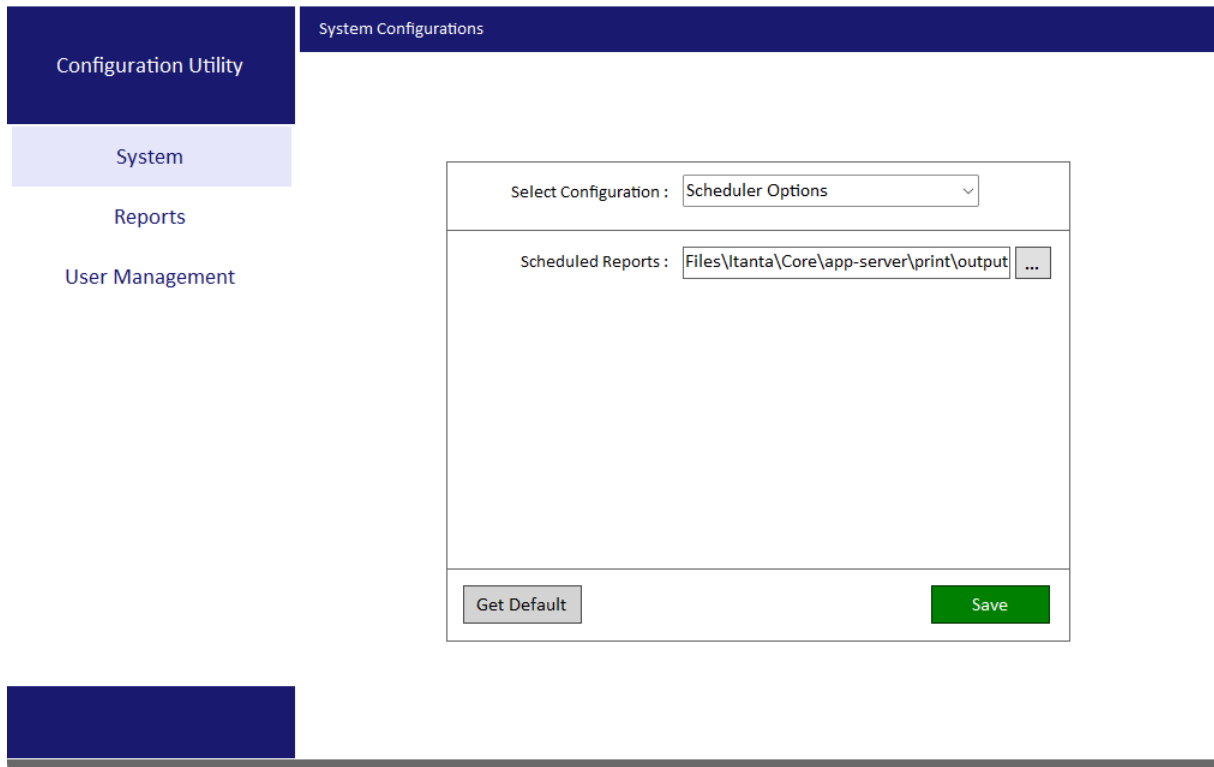 System Configurations
Configuration Utility
System
Reports
User Management
Select Configuration : Scheduler Options
Scheduled Reports : Files\Itanta\Core\app-server\print\output ...
Get Default Save